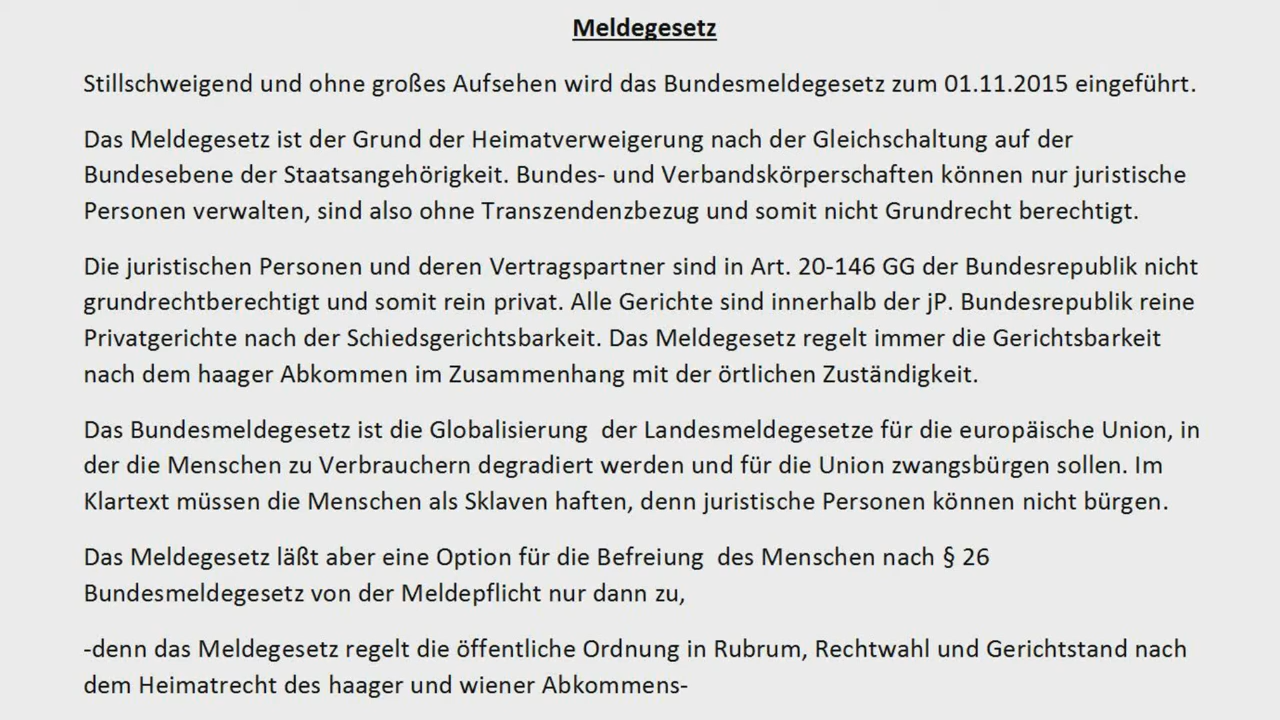 Meldegesetz
Stillschweigend und ohne großes Aufsehen wird das Bundesmeldegesetz zum 01.11.2015 eingeführt.
Das Meldegesetz ist der Grund der Heimatverweigerung nach der Gleichschaltung auf der
Bundesebene der Staatsangehörigkeit. Bundes- und Verbandskörperschaften können nur juristische
Personen verwalten, sind also ohne Transzendenzbezug und somit nicht Grundrecht berechtigt.
Die juristischen Personen und deren Vertragspartner sind in Art. 20-146 GG der Bundesrepublik nicht
grundrechtberechtigt und somit rein privat. Alle Gerichte sind innerhalb der jP. Bundesrepublik reine
Privatgerichte nach der Schiedsgerichtsbarkeit. Das Meldegesetz regelt immer die Gerichtsbarkeit
nach dem haager Abkommen im Zusammenhang mit der örtlichen Zuständigkeit.
Das Bundesmeldegesetz ist die Globalisierung  der Landesmeldegesetze für die europäische Union, in
der die Menschen zu Verbrauchern degradiert werden und für die Union zwangsbürgen sollen. Im
Klartext müssen die Menschen als Sklaven haften, denn juristische Personen können nicht bürgen.
Das Meldegesetz läßt aber eine Option für die Befreiung  des Menschen nach § 26
Bundesmeldegesetz von der Meldepflicht nur dann zu,
-denn das Meldegesetz regelt die öffentliche Ordnung in Rubrum, Rechtwahl und Gerichtstand nach
dem Heimatrecht des haager und wiener Abkommens-